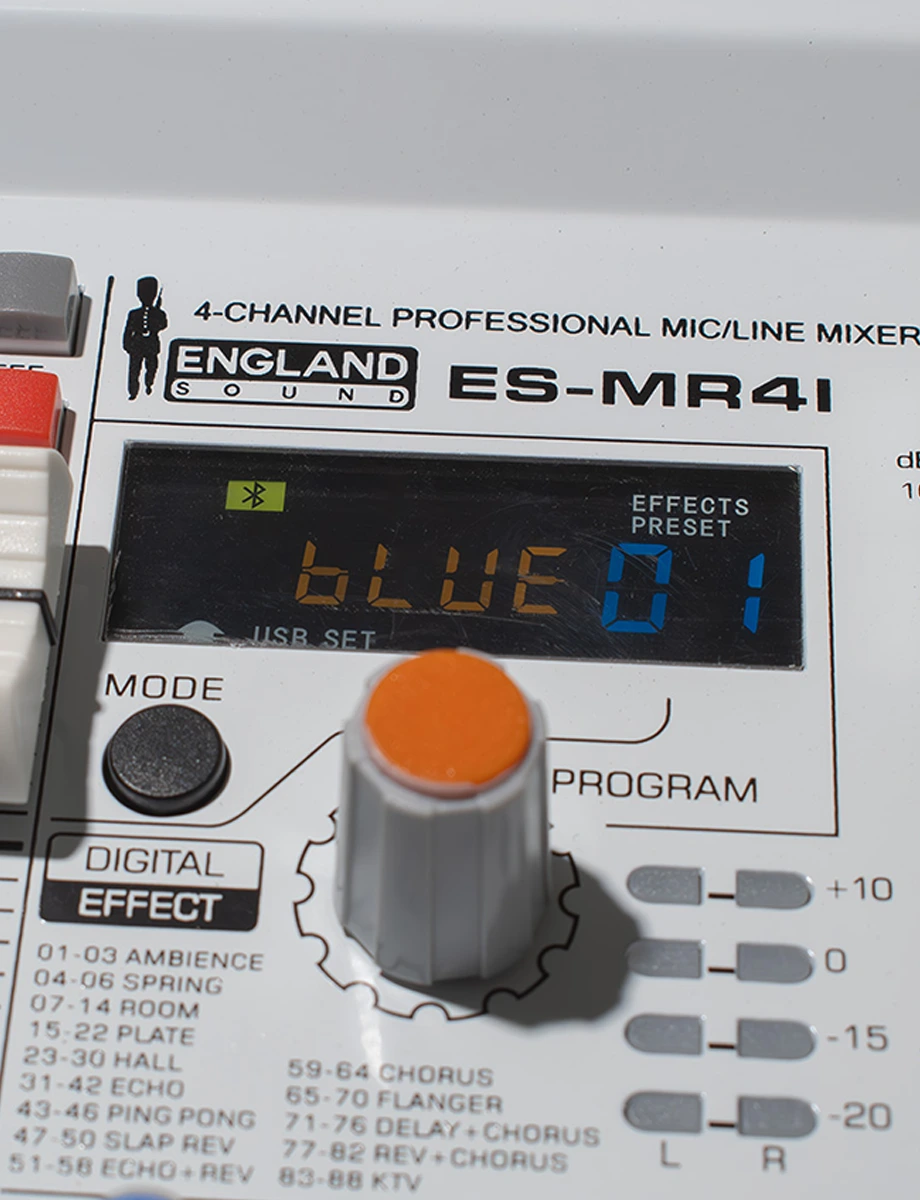 4-CHANNEL PROFESSIONAL MIC/LINE MIXER
ENGLAND
SOUND
ES-MR4I
EFFECTS
PRESET
bLUE 01
USB SET
MODE
PROGRAM
DIGITAL
EFFECT
01-03 AMBIENCE
04-06 SPRING
07-14 ROOM
15-22 PLATE
23-30 HALL
31-42 ECHO
43-46 PING PONG
47-50 SLAP REV
51-58 ECHO+REV
59-64 CHORUS
65-70 FLANGER
71-76 DELAY+CHORUS
77-82 REV+CHORUS
83-88 KTV
+10
0
-15
-20
L R